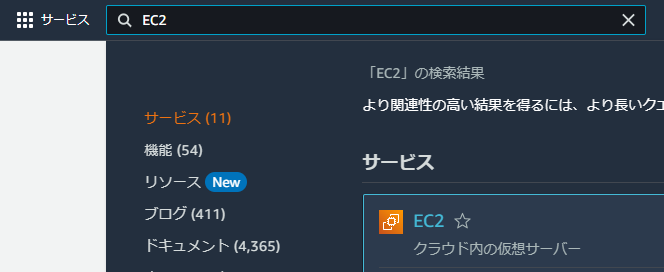 サービス
EC2
「EC2」の検索結果
より関連性の高い結果を得るには、より長いク
サービス (11)
機能 (54)
リソース New
ブログ (411)
ドキュメント (4,365)
サービス
EC2
クラウド内の仮想サーバー